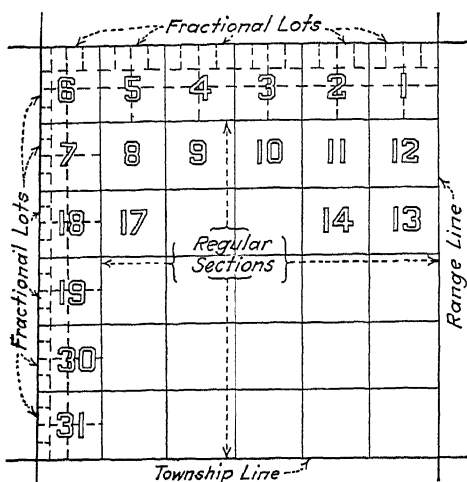 Fractional Lots
6 5 4 3 2 1
7 8 9 10 11 12
18 17 14 13
Regular
Sections
19
30
31
Fractional Lots
Range Line
Township Line